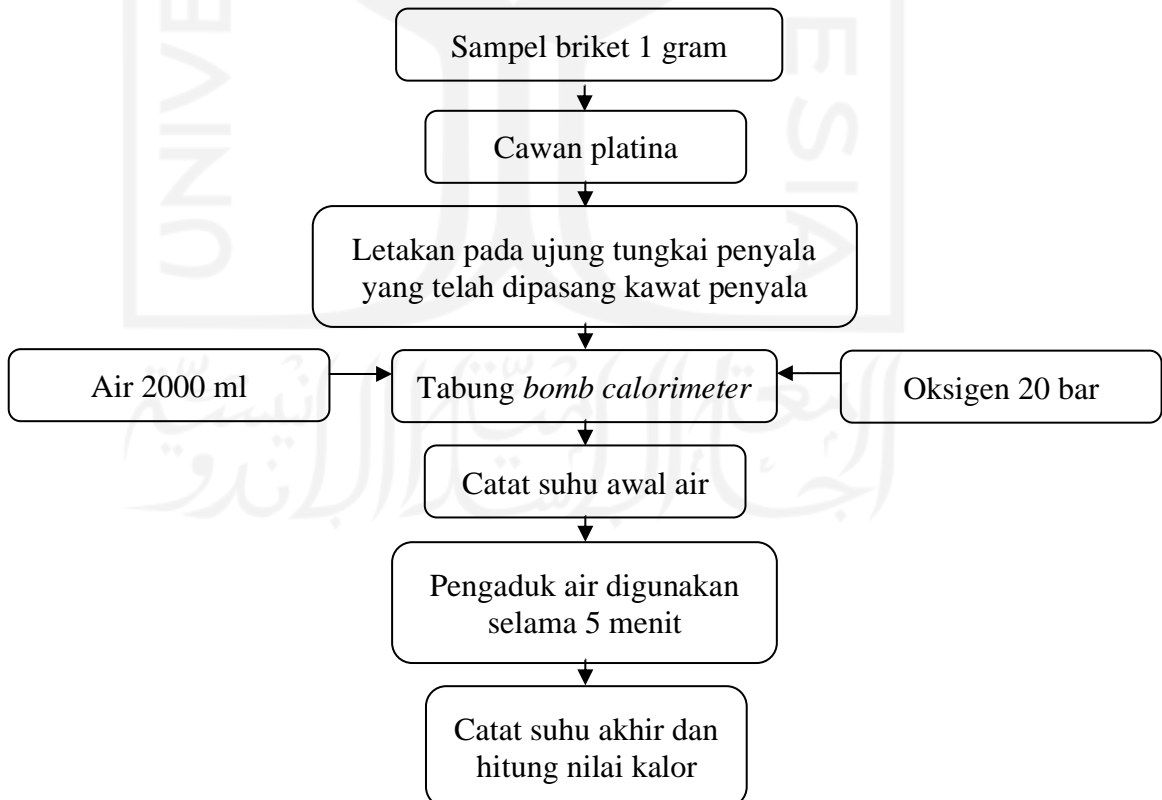 Sampel briket 1 gram
Cawan platina
Letakan pada ujung tungkai penyala
yang telah dipasang kawat penyala
Air 2000 ml
Tabung bomb calorimeter
Oksigen 20 bar
Catat suhu awal air
Pengaduk air digunakan
selama 5 menit
Catat suhu akhir dan
hitung nilai kalor
UNIVE
ESIA